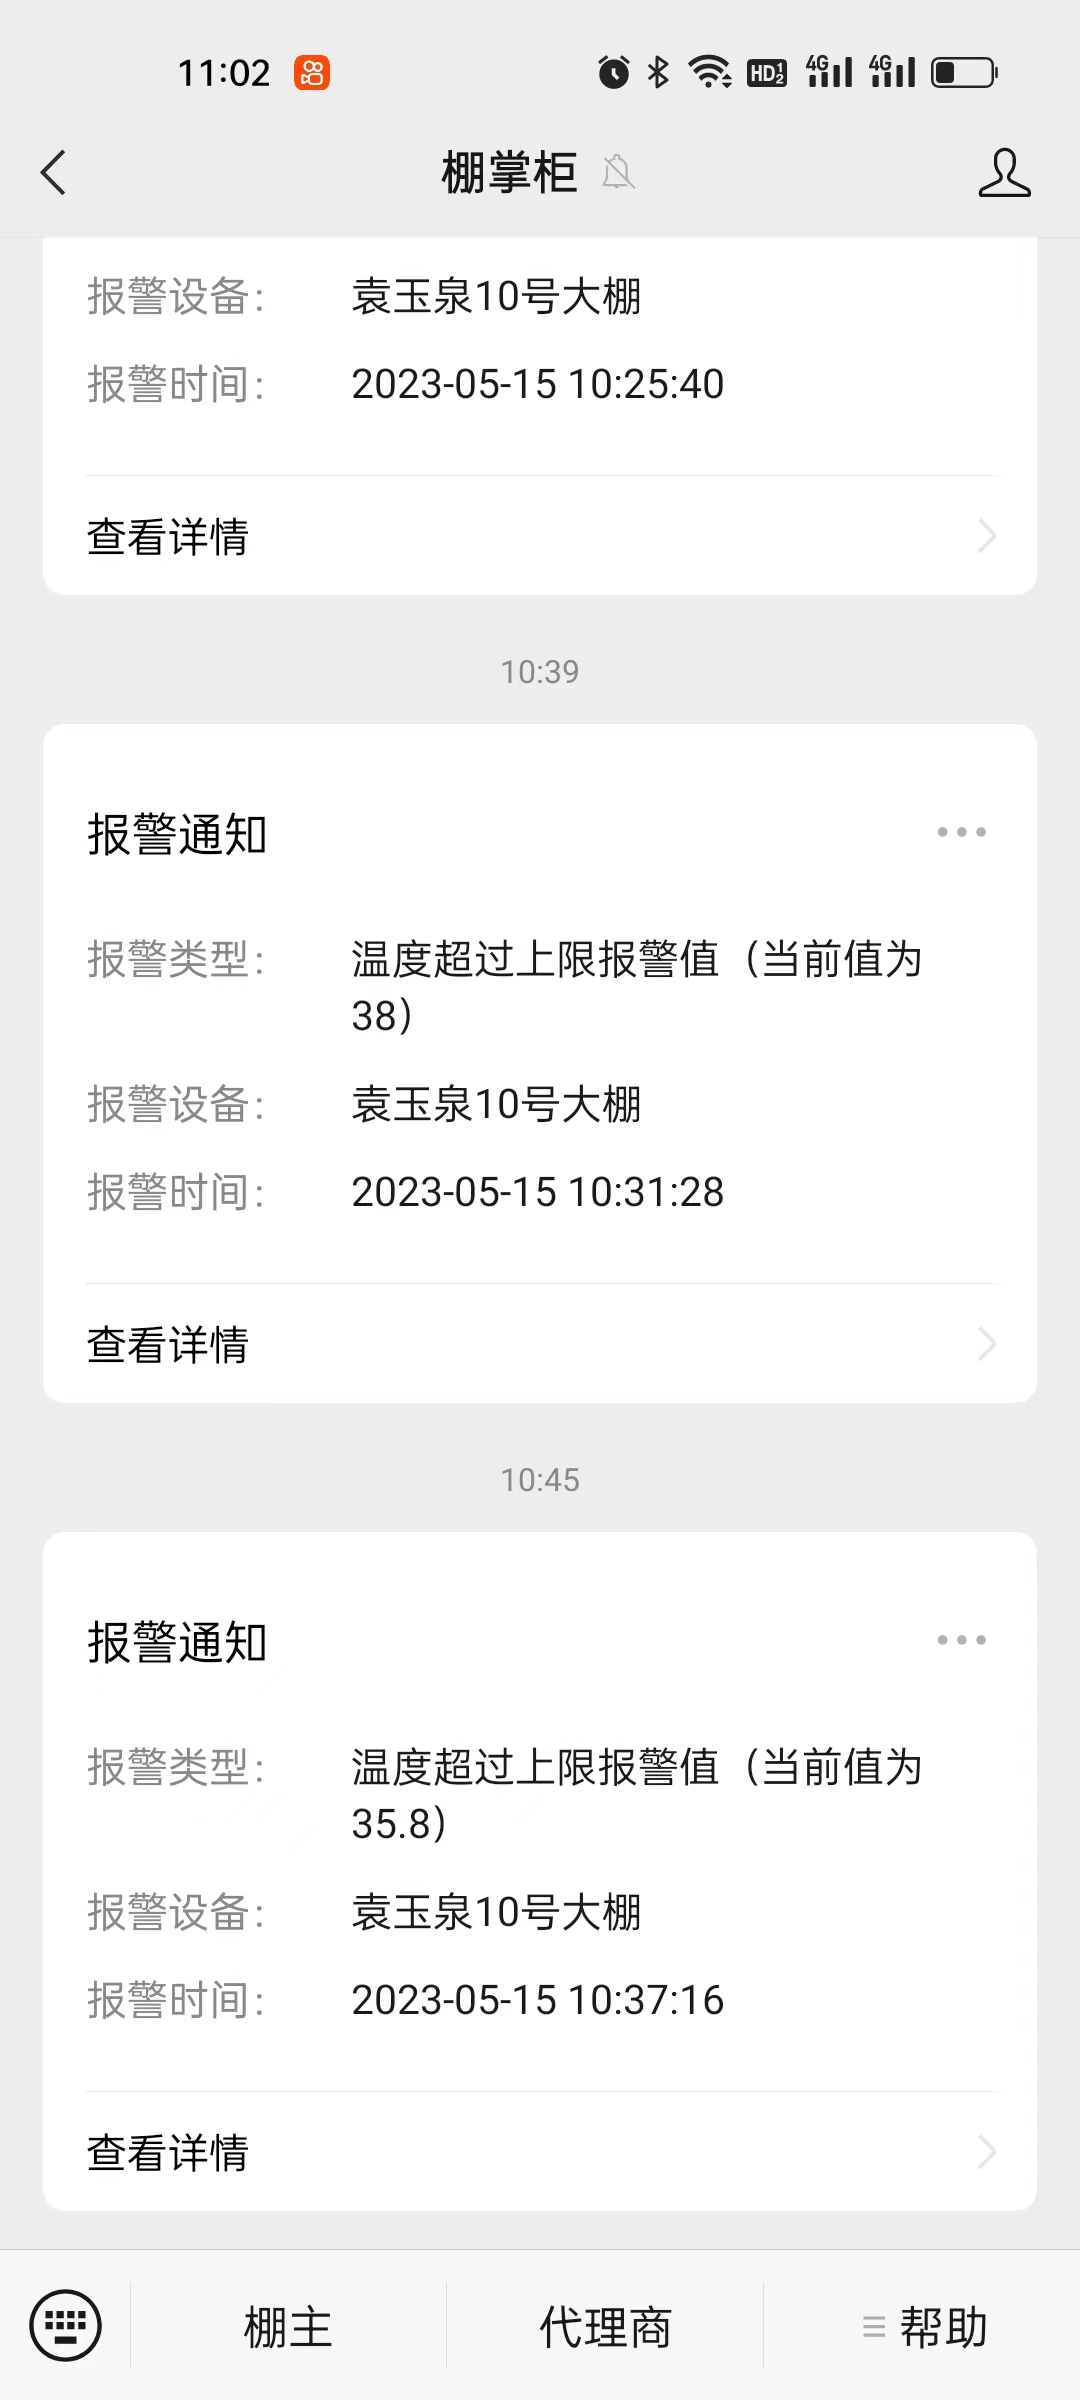 11:02
HD 1 2 4G 4G
棚掌柜
报警设备: 袁玉泉10号大棚
报警时间: 2023-05-15 10:25:40
查看详情
10:39
报警通知
报警类型: 温度超过上限报警值（当前值为
38）
报警设备: 袁玉泉10号大棚
报警时间: 2023-05-15 10:31:28
查看详情
10:45
报警通知
报警类型: 温度超过上限报警值（当前值为
35.8）
报警设备: 袁玉泉10号大棚
报警时间: 2023-05-15 10:37:16
查看详情
棚主 代理商 帮助